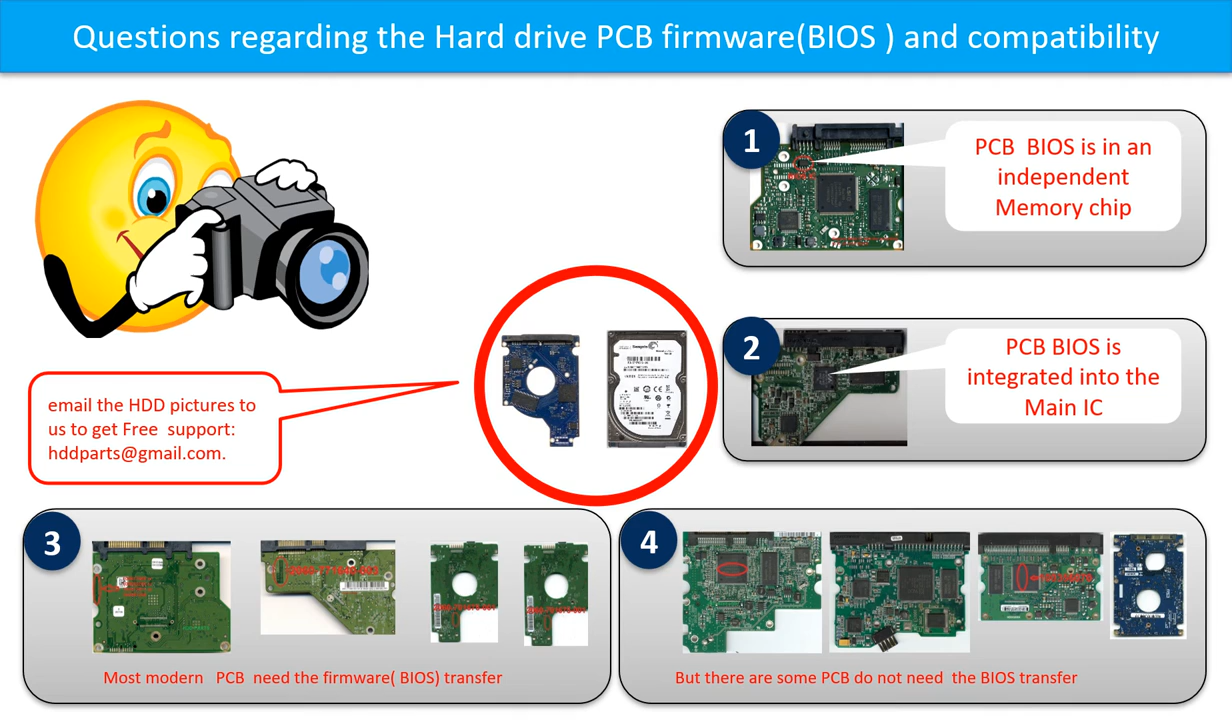 Questions regarding the Hard drive PCB firmware(BIOS ) and compatibility
1
PCB  BIOS is in an
independent
Memory chip
2
PCB BIOS is
integrated into the
Main IC
email the HDD pictures to
us to get Free  support:
hddparts@gmail.com.
Seagate
3
Most modern   PCB  need the firmware( BIOS) transfer
4
But there are some PCB do not need  the BIOS transfer